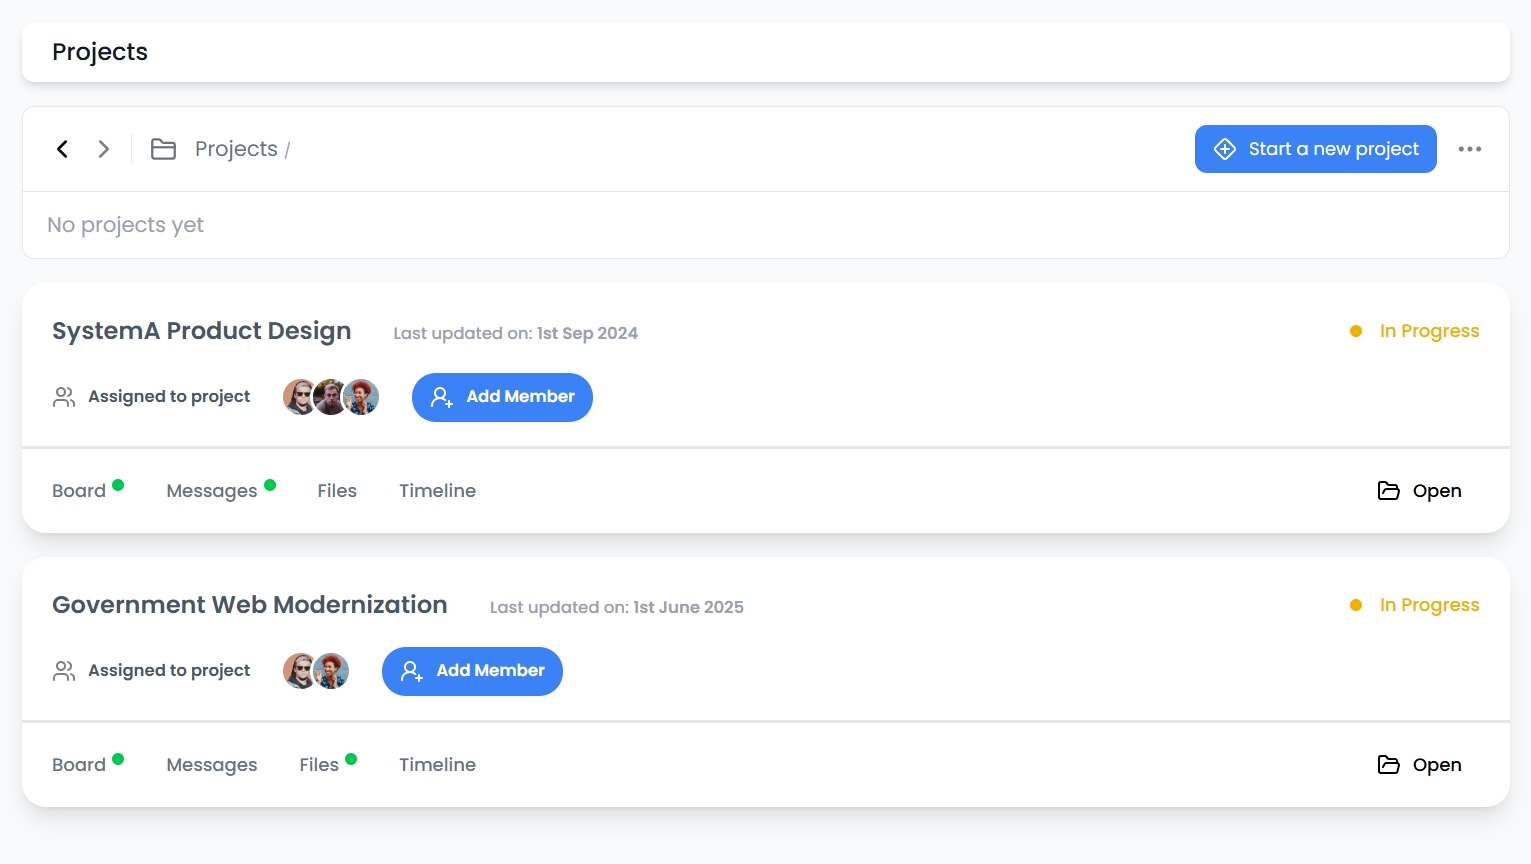 Projects
Projects /
Start a new project
No projects yet
SystemA Product Design
Last updated on: 1st Sep 2024
In Progress
Assigned to project
Add Member
Board
Messages
Files
Timeline
Open
Government Web Modernization
Last updated on: 1st June 2025
In Progress
Assigned to project
Add Member
Board
Messages
Files
Timeline
Open